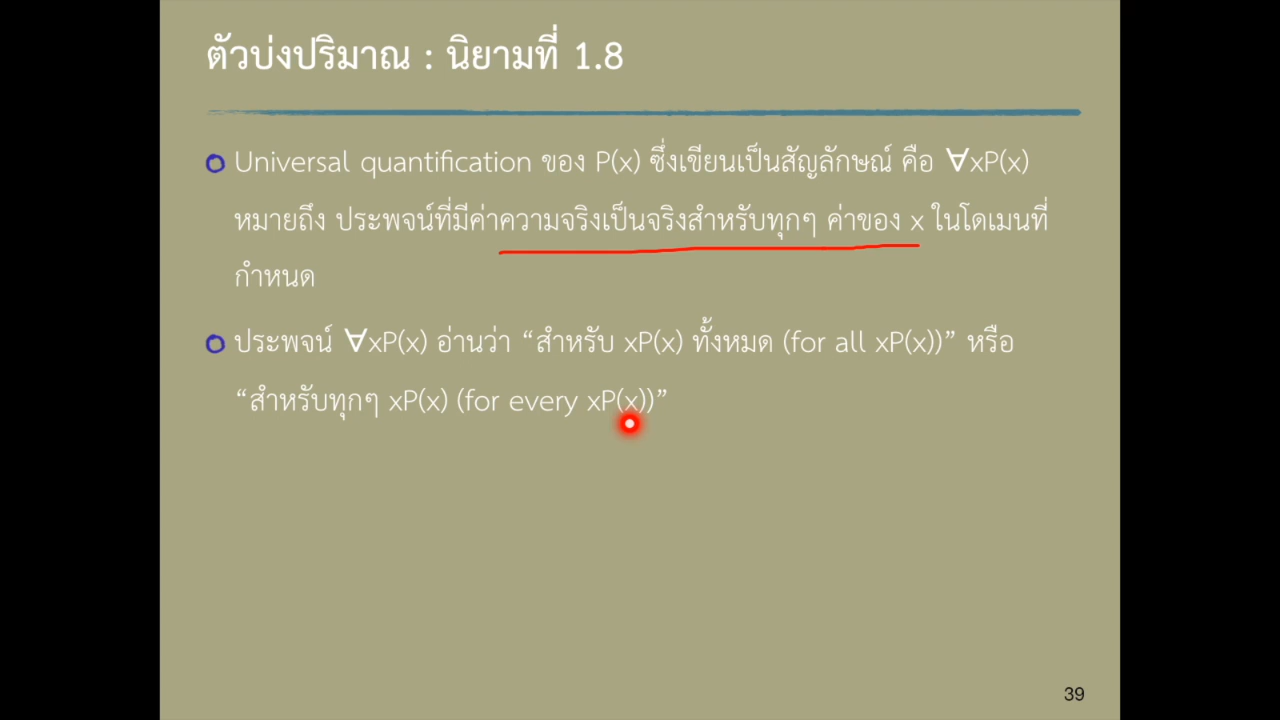 ตัวบ่งปริมาณ : นิยามที่ 1.8
Universal quantification ของ P(x) ซึ่งเขียนเป็นสัญลักษณ์ คือ ∀xP(x)
หมายถึง ประพจน์ที่มีค่าความจริงเป็นจริงสำหรับทุกๆ ค่าของ x ในโดเมนที่
กำหนด
ประพจน์ ∀xP(x) อ่านว่า “สำหรับ xP(x) ทั้งหมด (for all xP(x))” หรือ
“สำหรับทุกๆ xP(x) (for every xP(x))”
39